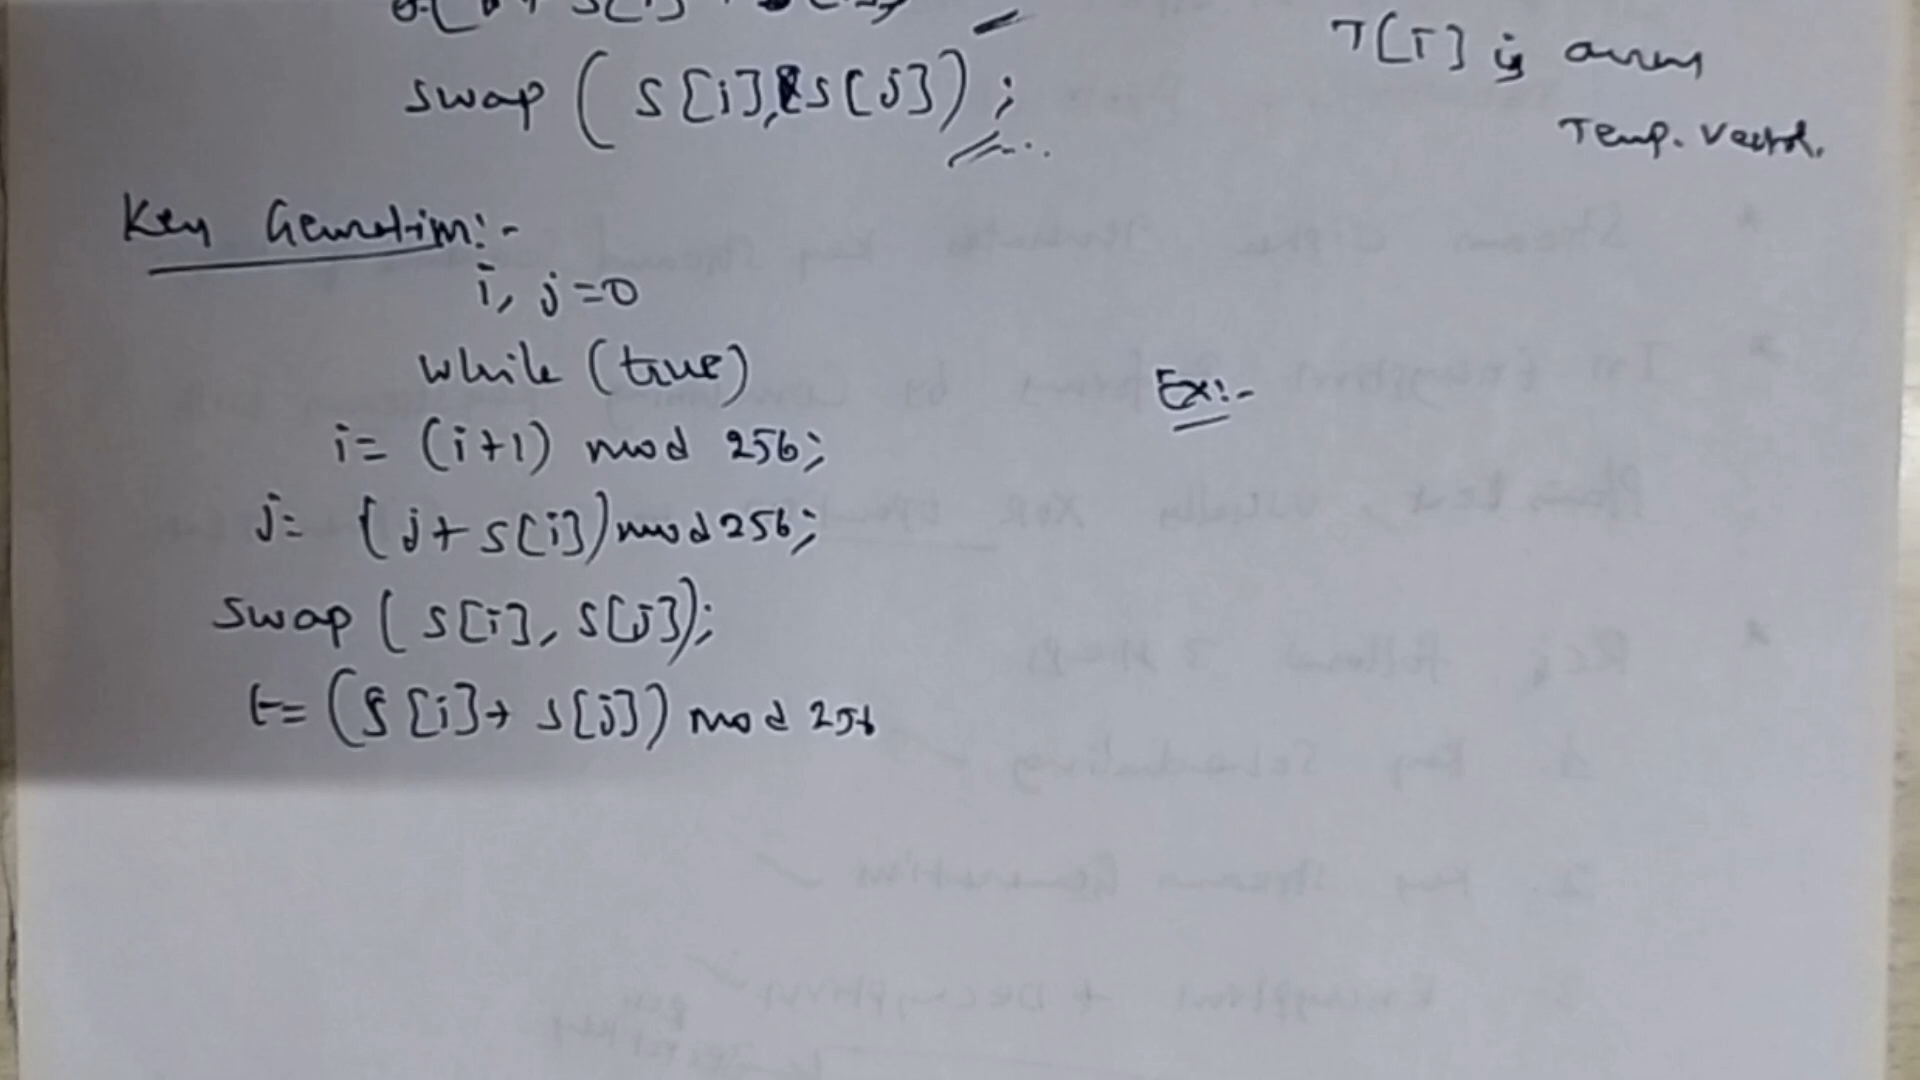 swap ( S[i], S[j]) ;
T[T] is array
Temp. Vector.
Key Generation:-
i, j=0
while (true)
i= (i+1) mod 256;
j= (j+ S[i]) mod 256;
swap ( S[i], S[j]);
t= (S[i]+ S[j]) mod 256
Ex:-